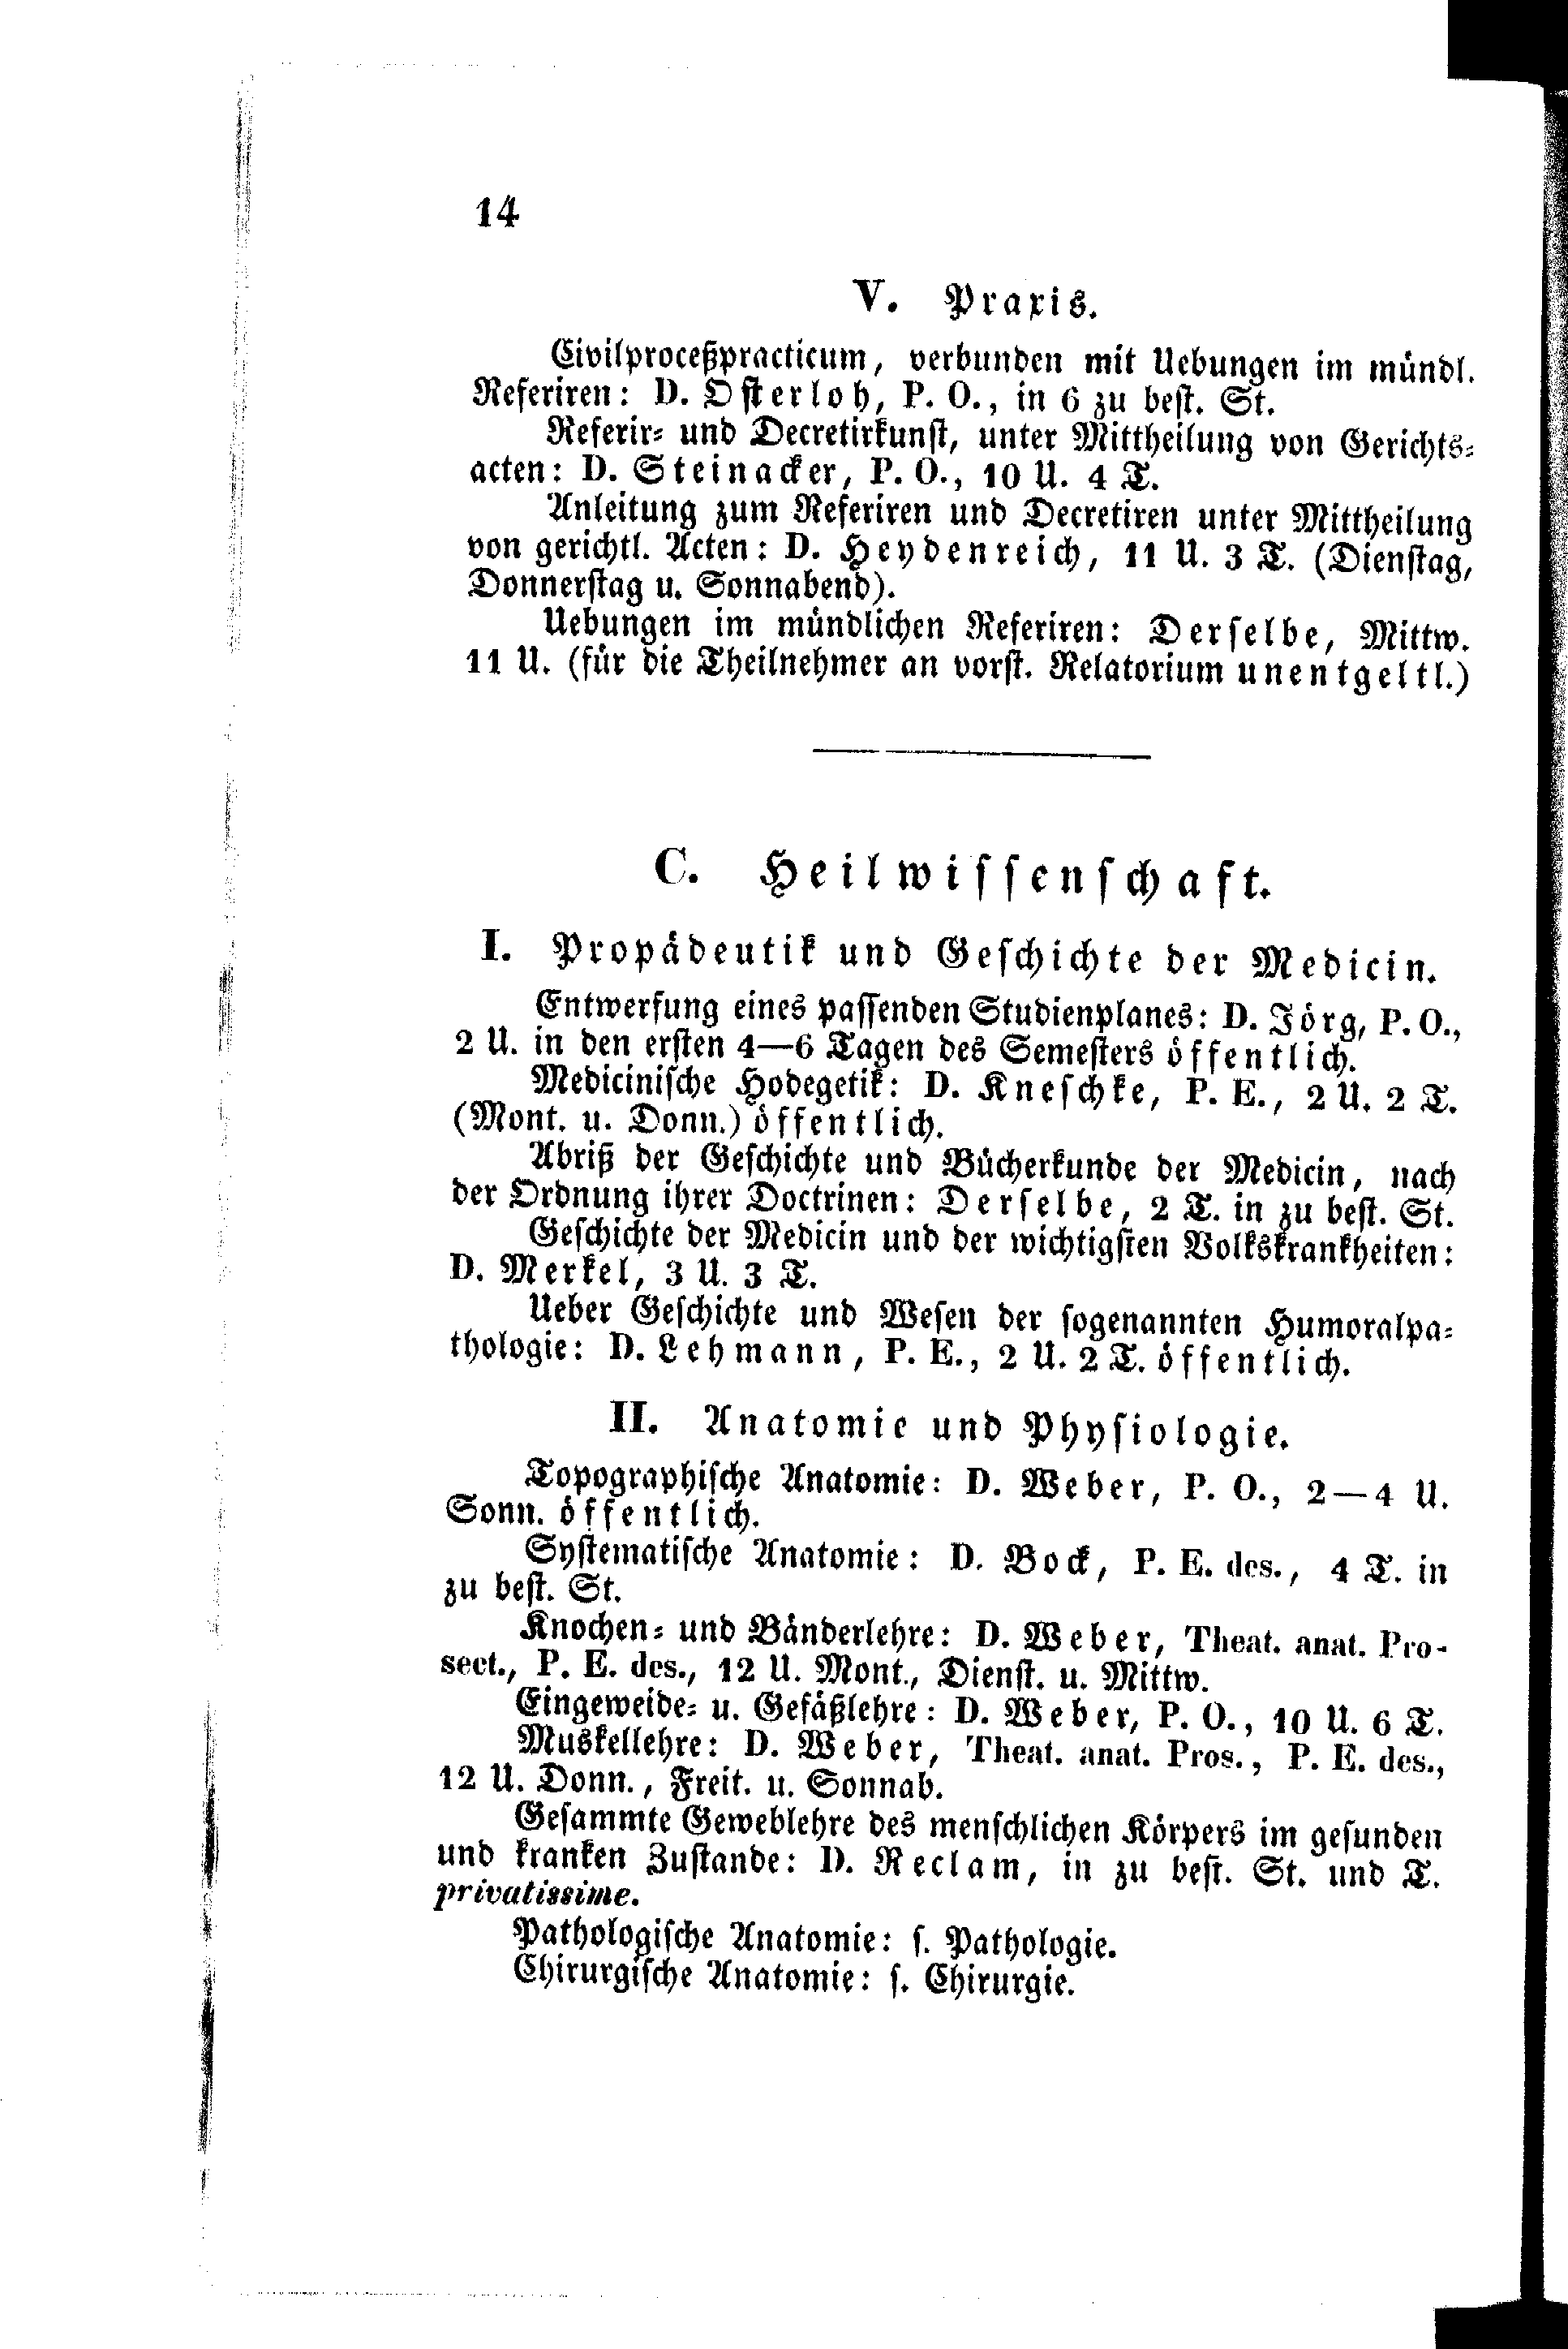 14
V. Praxis.
Civilproceßpracticum, verbunden mit Uebungen im mündl.
Referiren: D. Osterloh, P. O., in 6 zu best. St.
Referir- und Decretirkunst, unter Mittheilung von Gerichts-
acten: D. Steinacker, P. O., 10 U. 4 T.
Anleitung zum Referiren und Decretiren unter Mittheilung
von gerichtl. Acten: D. Heydenreich, 11 U. 3 T. (Dienstag,
Donnerstag u. Sonnabend).
Uebungen im mündlichen Referiren: Derselbe, Mittw.
11 U. (für die Theilnehmer an vorst. Relatorium unentgeltl.)
C. Heilwissenschaft.
I. Propädeutik und Geschichte der Medicin.
Entwerfung eines passenden Studienplanes: D. Jörg, P. O.,
2 U. in den ersten 4—6 Tagen des Semesters öffentlich.
Medicinische Hodegetik: D. Kneschke, P. E., 2 U. 2 T.
(Mont. u. Donn.) öffentlich.
Abriß der Geschichte und Bücherkunde der Medicin, nach
der Ordnung ihrer Doctrinen: Derselbe, 2 T. in zu best. St.
Geschichte der Medicin und der wichtigsten Volkskrankheiten:
D. Merkel, 3 U. 3 T.
Ueber Geschichte und Wesen der sogenannten Humoralpa-
thologie: D. Lehmann, P. E., 2 U. 2 T. öffentlich.
II. Anatomie und Physiologie.
Topographische Anatomie: D. Weber, P. O., 2—4 U.
Sonn. öffentlich.
Systematische Anatomie: D. Bock, P. E. des., 4 T. in
zu best. St.
Knochen- und Bänderlehre: D. Weber, Theat. anat. Pro-
sect., P. E. des., 12 U. Mont., Dienst. u. Mittw.
Eingeweide- u. Gefäßlehre: D. Weber, P. O., 10 U. 6 T.
Muskellehre: D. Weber, Theat. anat. Pros., P. E. des.,
12 U. Donn., Freit. u. Sonnab.
Gesammte Geweblehre des menschlichen Körpers im gesunden
und kranken Zustande: D. Reclam, in zu best. St. und T.
privatissime.
Pathologische Anatomie: s. Pathologie.
Chirurgische Anatomie: s. Chirurgie.